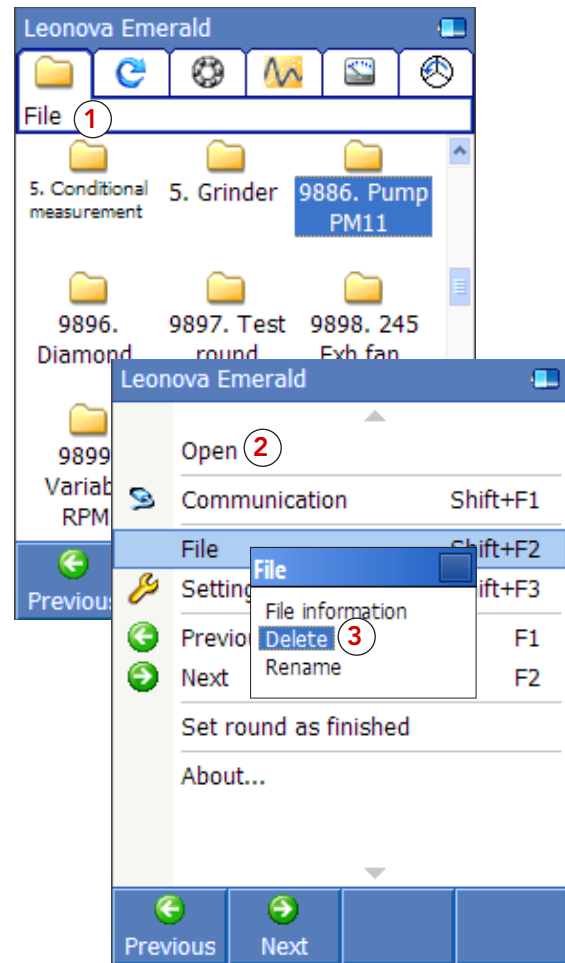 Leonova Emerald
File 1
5. Conditional measurement
5. Grinder
9886. Pump PM11
9896. Diamond
9897. Test round
9898. 245 Exh fan
9899
Variab
RPM
Previou
Leonova Emerald
Open 2
Communication Shift+F1
File Shift+F2
Setting ift+F3
File
File information
Delete 3
Rename
Previou F1
Next F2
Set round as finished
About...
Previous Next